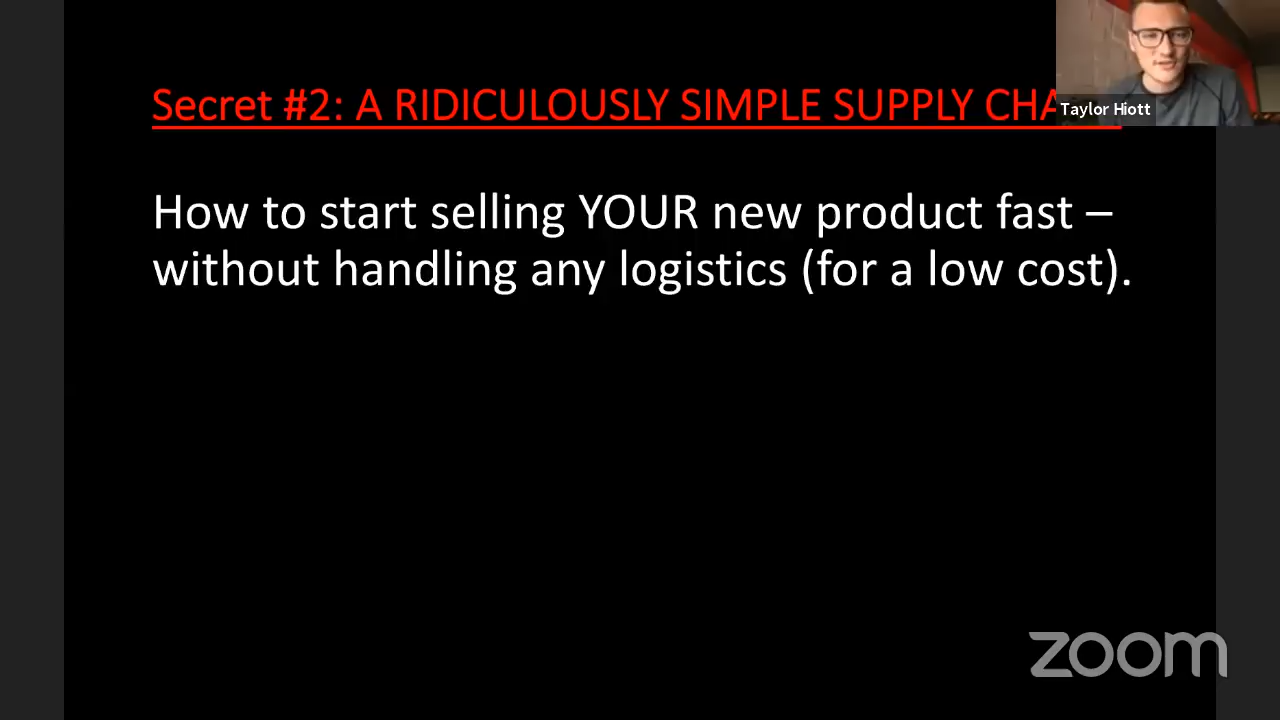 Secret #2: A RIDICULOUSLY SIMPLE SUPPLY
Taylor Hiott
How to start selling YOUR new product fast –
without handling any logistics (for a low cost).
zoom